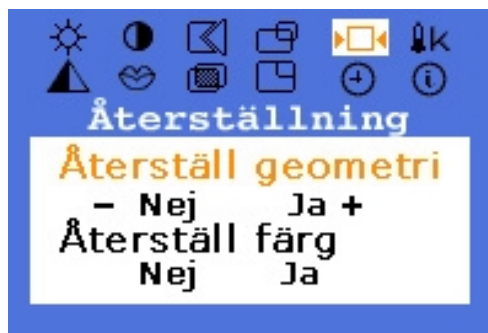 K
Återställning
Återställ geometri
– Nej Ja +
Återställ färg
Nej Ja